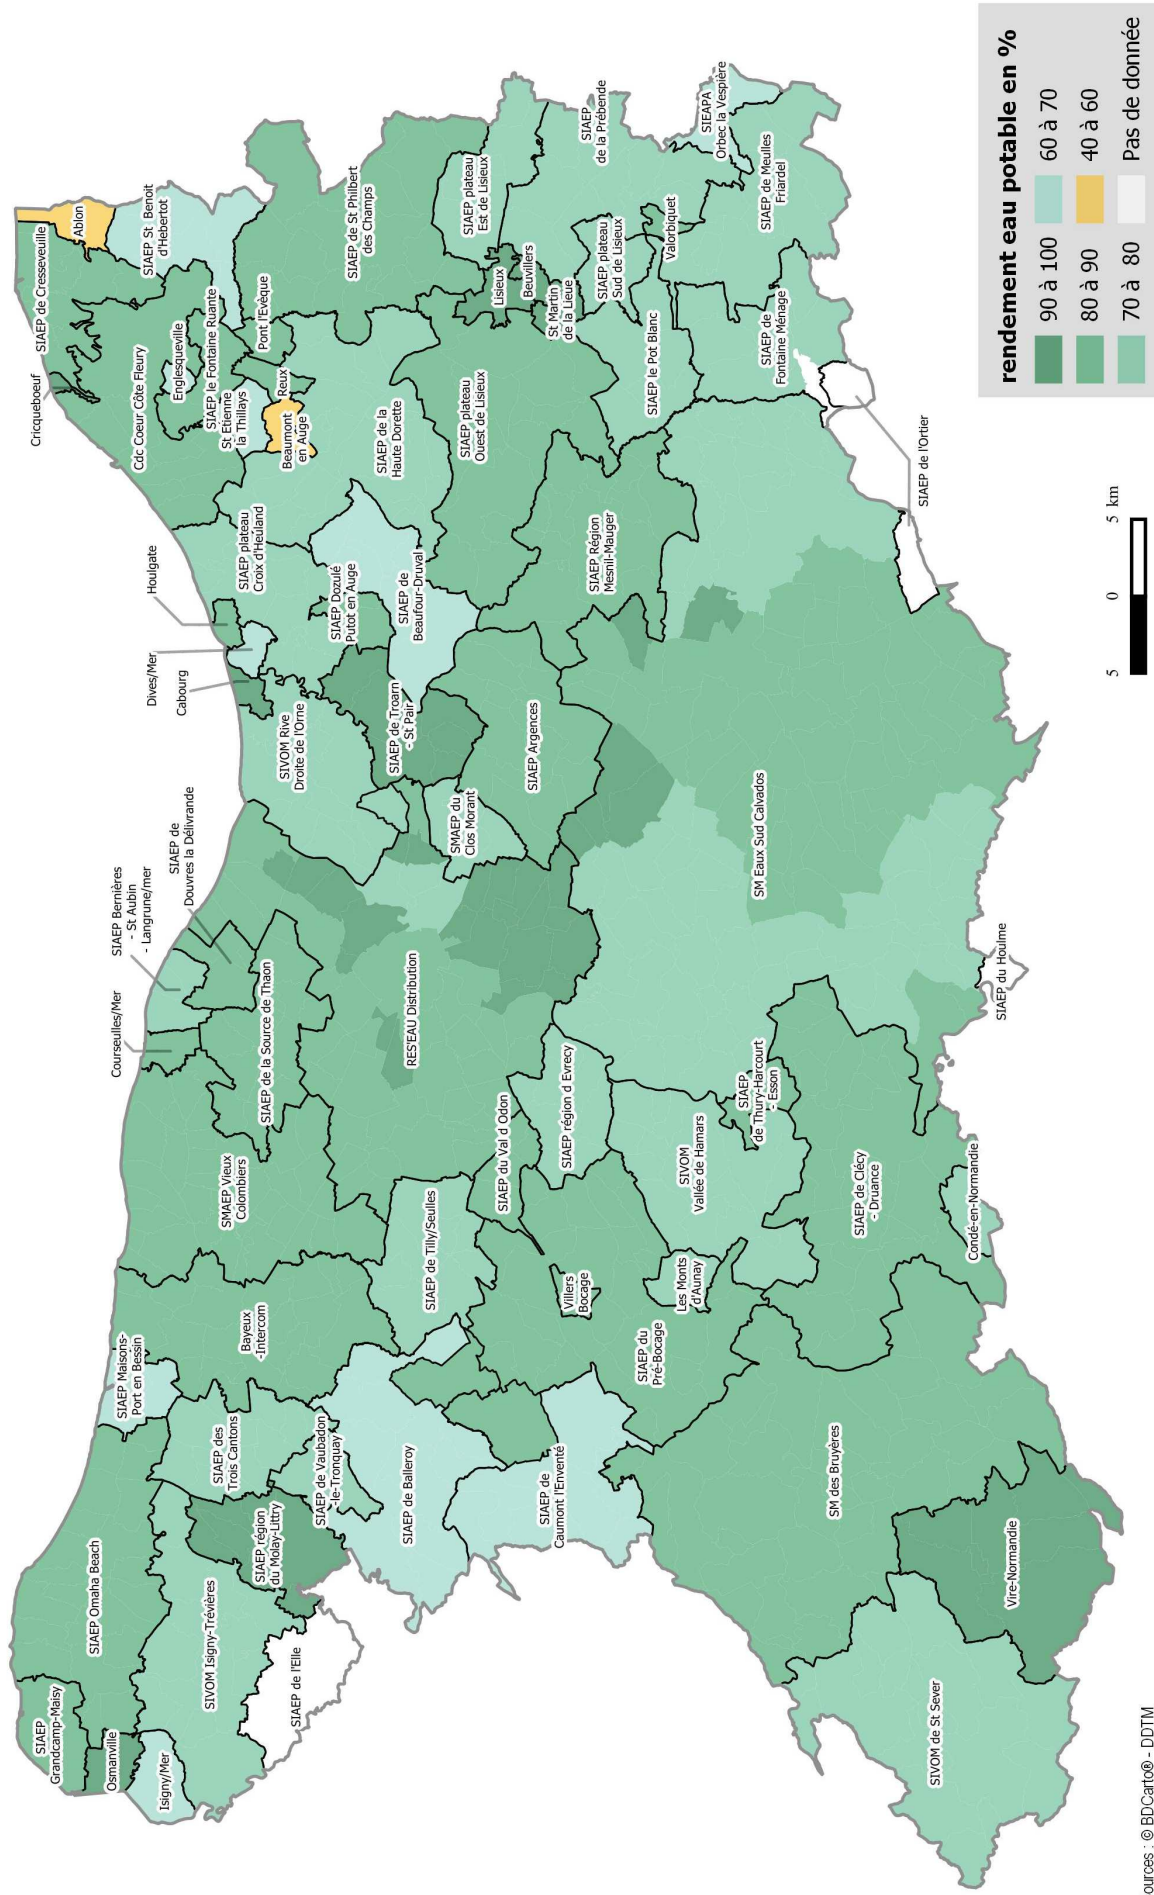 Cricqueboeuf
SIAEP de Cresseveuille
Ablon
SIAEP St Benoit
d'Hebertot
Cdc Coeur Côte Fleury
Englesqueville
SIAEP le Fontaine Ruante
St Etienne
la Thillays
Pont l'Evêque
Reux
Beaumont
en Auge
SIAEP de St Philbert
des Champs
SIAEP de la
Haute Dorette
SIAEP plateau
Ouest de Lisieux
SIAEP plateau
Est de Lisieux
Lisieux
Beuvillers
St Martin
de la Lieue
SIAEP
de la Prébende
SIAEP plateau
Sud de Lisieux
Valorbiquet
SIEAPA
Orbec la Vespière
SIAEP de Meulles
Friardel
SIAEP le Pot Blanc
SIAEP de
Fontaine Ménage
SIAEP de l'Ortier
Houlgate
Dives/Mer
Cabourg
SIAEP plateau
Croix d'Heuland
SIAEP Dozulé
Putot en Auge
SIAEP de
Beaufour-Druval
SIVOM Rive
Droite de l'Orne
SIAEP de Troarn
- St Pair
SMAEP du
Clos Morant
SIAEP Argences
SIAEP Région
Mesnil-Mauger
SM Eaux Sud Calvados
SIAEP du Houlme
SIAEP de
Douvres la Délivrande
SIAEP Bernières
- St Aubin
- Langrune/mer
Courseulles/Mer
SIAEP de la Source de Thaon
RES'EAU Distribution
SMAEP Vieux
Colombiers
SIAEP du Val d Odon
SIAEP région d Evrecy
SIVOM
Vallée de Hamars
SIAEP
de Thury-Harcourt
- Esson
SIAEP de Clécy
- Druance
Condé-en-Normandie
SIAEP de Tilly/Seulles
Villers
Bocage
Les Monts
d'Aunay
SIAEP du
Pré-Bocage
Bayeux
-Intercom
SIAEP Maisons-
Port en Bessin
SIAEP des
Trois Cantons
SIAEP de Vaubadon
-le-Tronquay
SIAEP de Balleroy
SIAEP de
Caumont l'Enventé
SM des Bruyères
Vire-Normandie
SIVOM de St Sever
SIAEP Omaha Beach
SIAEP région
du Molay-Littry
SIVOM Isigny-Trévières
SIAEP de l'Elle
SIAEP
Grandcamp-Maisy
Osmanville
Isigny/Mer
rendement eau potable en %
90 à 100
80 à 90
70 à 80
60 à 70
40 à 60
Pas de donnée
5 0 5 km
ources : © BDCarto® - DDTM